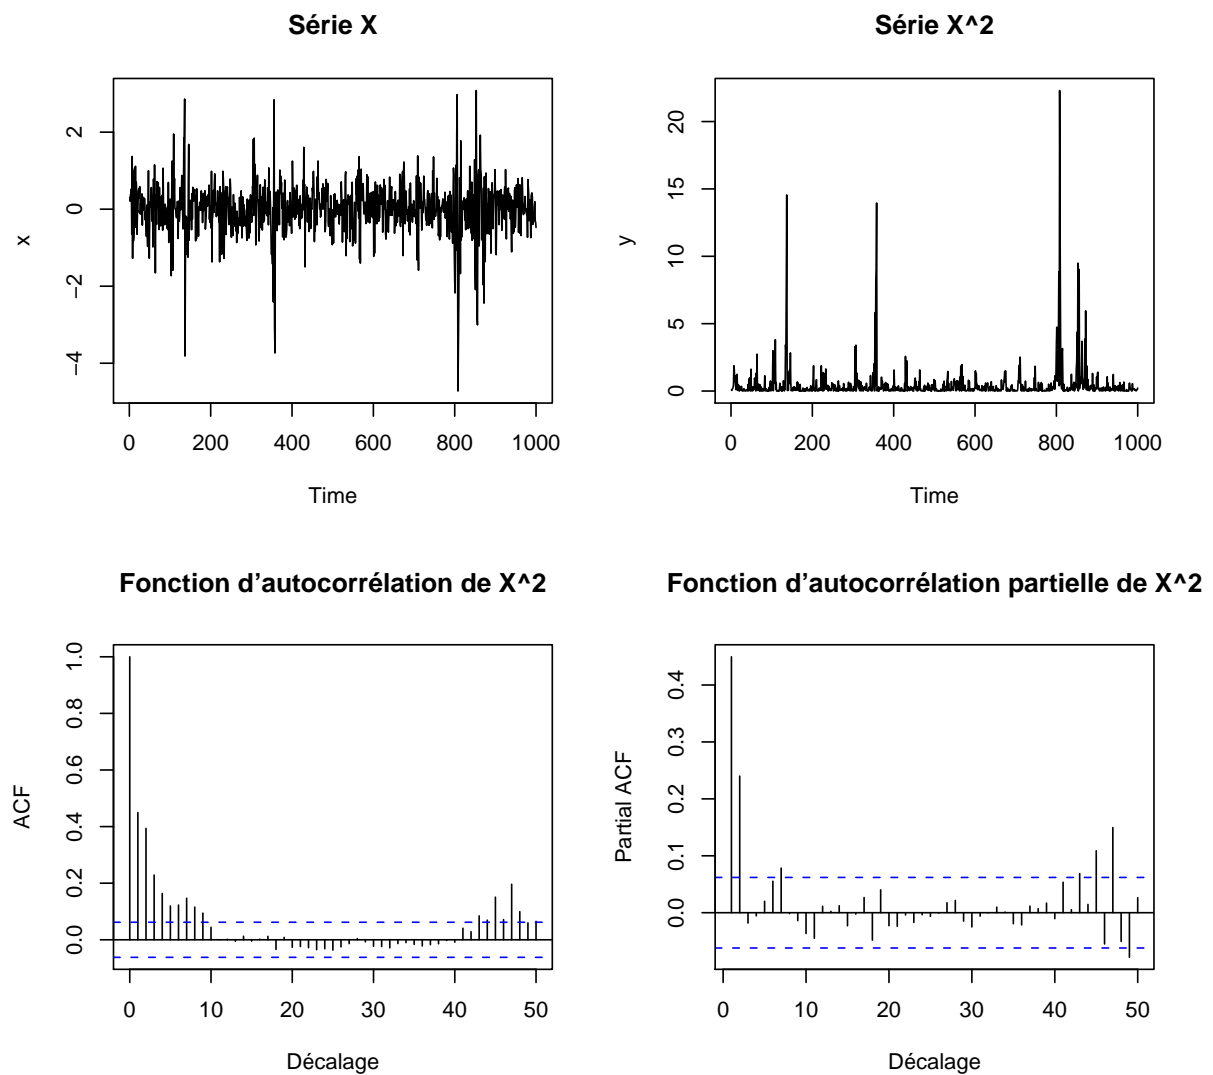 Série X
x
−4
−2
0
2
0 200 400 600 800 1000
Time
Série X^2
y
0
5
10
15
20
0 200 400 600 800 1000
Time
Fonction d’autocorrélation de X^2
ACF
0.0
0.2
0.4
0.6
0.8
1.0
0 10 20 30 40 50
Décalage
Fonction d’autocorrélation partielle de X^2
Partial ACF
0.0
0.1
0.2
0.3
0.4
0 10 20 30 40 50
Décalage